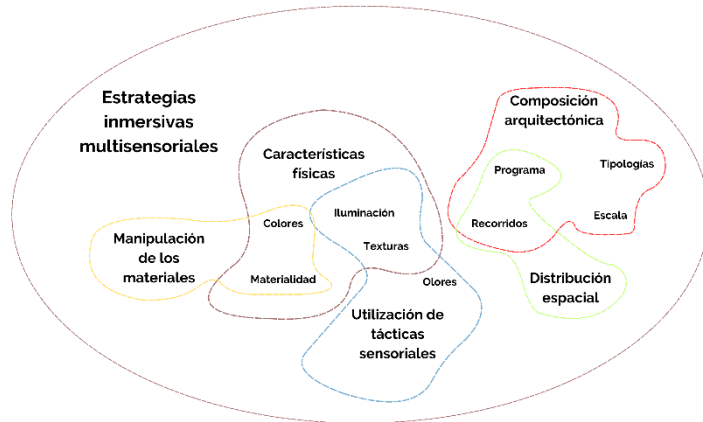 Estrategias
inmersivas
multisensoriales
Características
físicas
Iluminación
Texturas
Colores
Materialidad
Manipulación
de los
materiales
Olores
Utilización de
tácticas
sensoriales
Composición
arquitectónica
Tipologías
Programa
Escala
Recorridos
Distribución
espacial